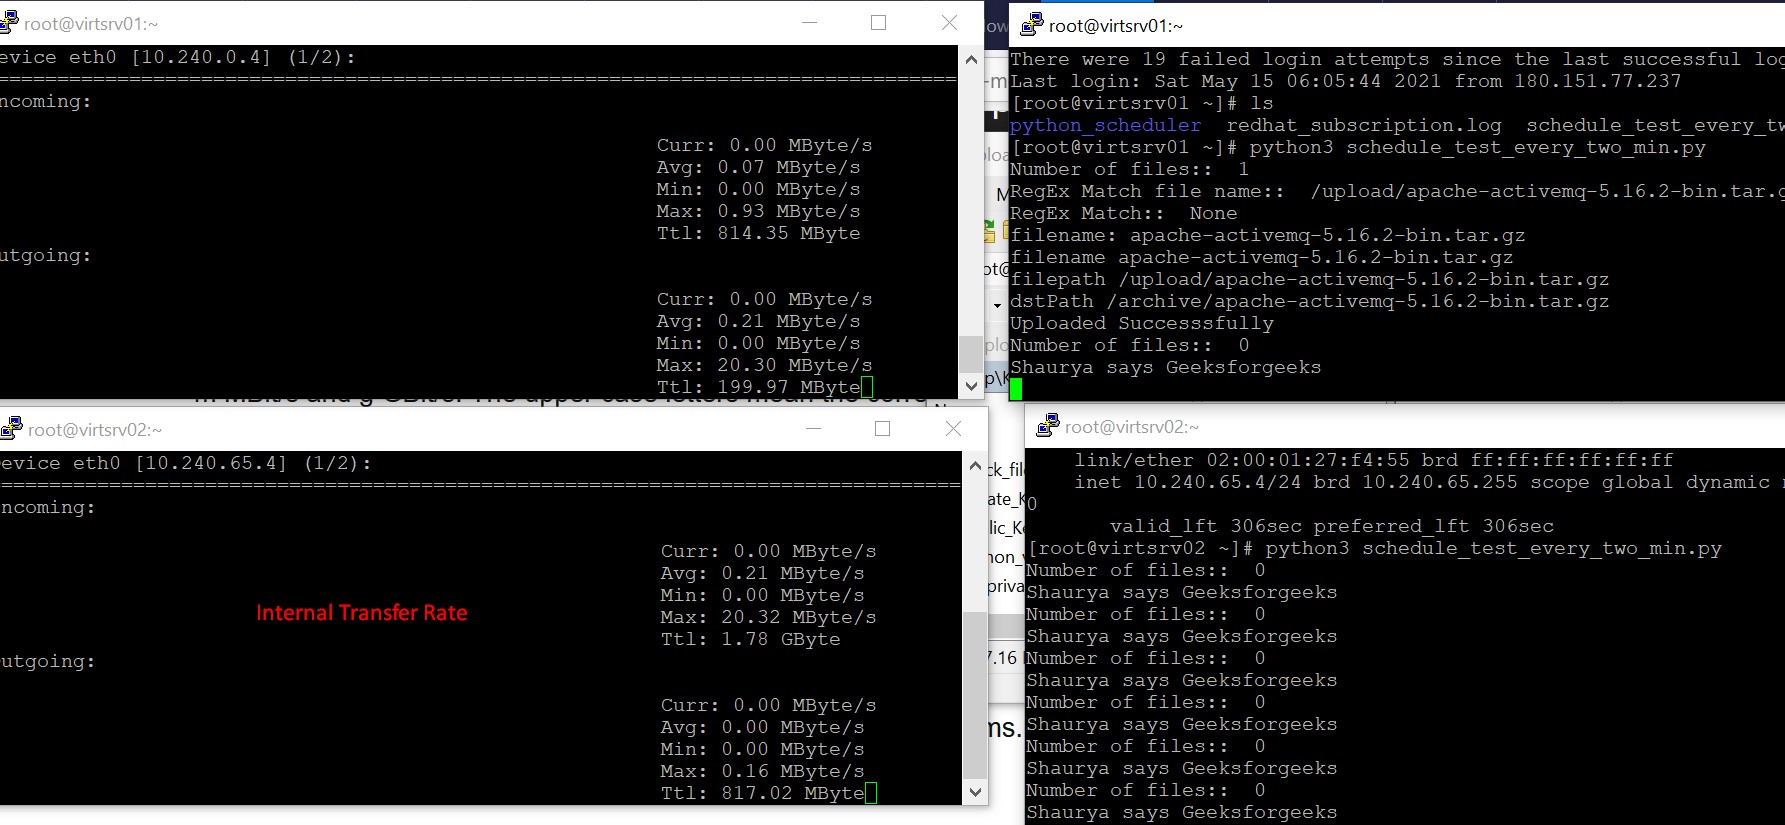 root@virtsrv01:~
evice eth0 [10.240.0.4] (1/2):
ncoming:
Curr: 0.00 MByte/s
Avg: 0.07 MByte/s
Min: 0.00 MByte/s
Max: 0.93 MByte/s
Ttl: 814.35 MByte
utgoing:
Curr: 0.00 MByte/s
Avg: 0.21 MByte/s
Min: 0.00 MByte/s
Max: 20.30 MByte/s
Ttl: 199.97 MByte
root@virtsrv02:~
evice eth0 [10.240.65.4] (1/2):
ncoming:
Curr: 0.00 MByte/s
Avg: 0.21 MByte/s
Min: 0.00 MByte/s
Internal Transfer Rate
Max: 20.32 MByte/s
Ttl: 1.78 GByte
utgoing:
Curr: 0.00 MByte/s
Avg: 0.00 MByte/s
Min: 0.00 MByte/s
Max: 0.16 MByte/s
Ttl: 817.02 MByte
root@virtsrv01:~
There were 19 failed login attempts since the last successful log
Last login: Sat May 15 06:05:44 2021 from 180.151.77.237
[root@virtsrv01 ~]# ls
python_scheduler redhat_subscription.log schedule_test_every_tw
[root@virtsrv01 ~]# python3 schedule_test_every_two_min.py
Number of files:: 1
RegEx Match file name:: /upload/apache-activemq-5.16.2-bin.tar.g
RegEx Match:: None
filename: apache-activemq-5.16.2-bin.tar.gz
filename apache-activemq-5.16.2-bin.tar.gz
filepath /upload/apache-activemq-5.16.2-bin.tar.gz
dstPath /archive/apache-activemq-5.16.2-bin.tar.gz
Uploaded Successsfully
Number of files:: 0
Shaurya says Geeksforgeeks
root@virtsrv02:~
link/ether 02:00:01:27:f4:55 brd ff:ff:ff:ff:ff:ff
inet 10.240.65.4/24 brd 10.240.65.255 scope global dynamic
0
valid_lft 306sec preferred_lft 306sec
[root@virtsrv02 ~]# python3 schedule_test_every_two_min.py
Number of files:: 0
Shaurya says Geeksforgeeks
Number of files:: 0
Shaurya says Geeksforgeeks
Number of files:: 0
Shaurya says Geeksforgeeks
Number of files:: 0
Shaurya says Geeksforgeeks
Number of files:: 0
Shaurya says Geeksforgeeks
Number of files:: 0
Shaurya says Geeksforgeeks